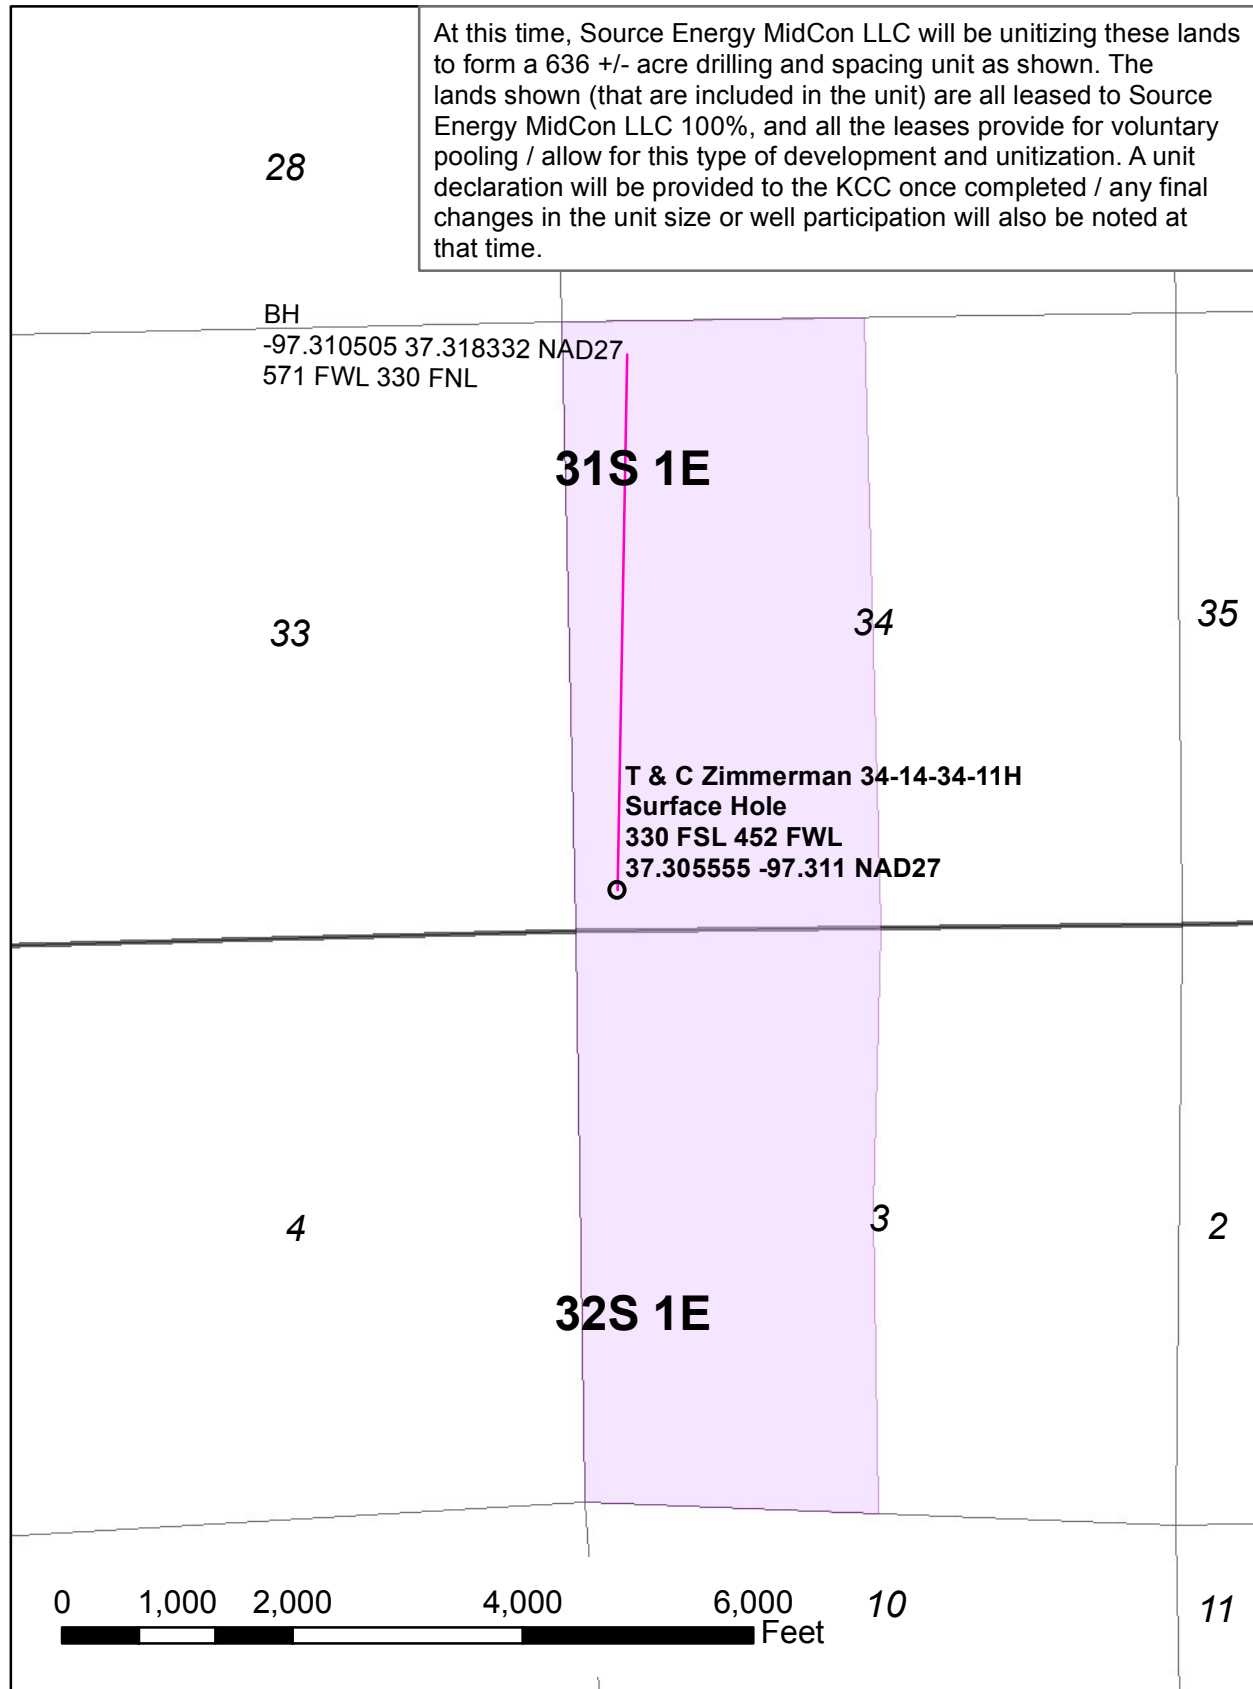 At this time, Source Energy MidCon LLC will be unitizing these lands
to form a 636 +/- acre drilling and spacing unit as shown. The
lands shown (that are included in the unit) are all leased to Source
Energy MidCon LLC 100%, and all the leases provide for voluntary
pooling / allow for this type of development and unitization. A unit
declaration will be provided to the KCC once completed / any final
changes in the unit size or well participation will also be noted at
that time.
28
BH
-97.310505 37.318332 NAD27
571 FWL 330 FNL
31S 1E
33
34
35
T & C Zimmerman 34-14-34-11H
Surface Hole
330 FSL 452 FWL
37.305555 -97.311 NAD27
4
3
2
32S 1E
0 1,000 2,000 4,000 6,000
Feet
10
11